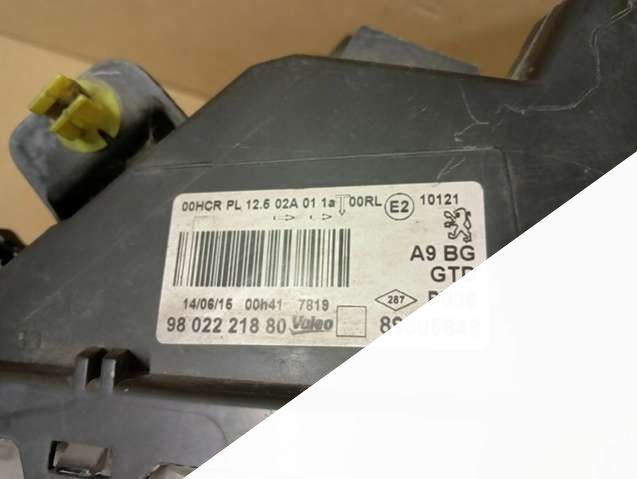 00HCR PL 12.6 02A 01 1a 00RL E2 10121
A9 BG
14/06/15 00h41 7819
287
98 022 218 80 Valeo